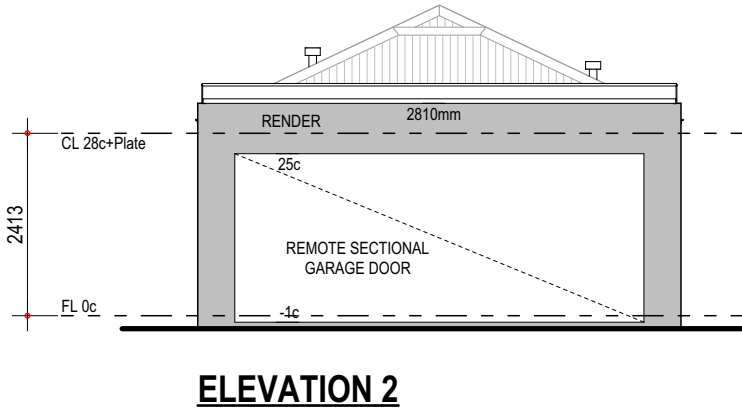 RENDER
2810mm
CL 28c+Plate
25c
2413
REMOTE SECTIONAL
GARAGE DOOR
FL 0c
-1c
ELEVATION 2